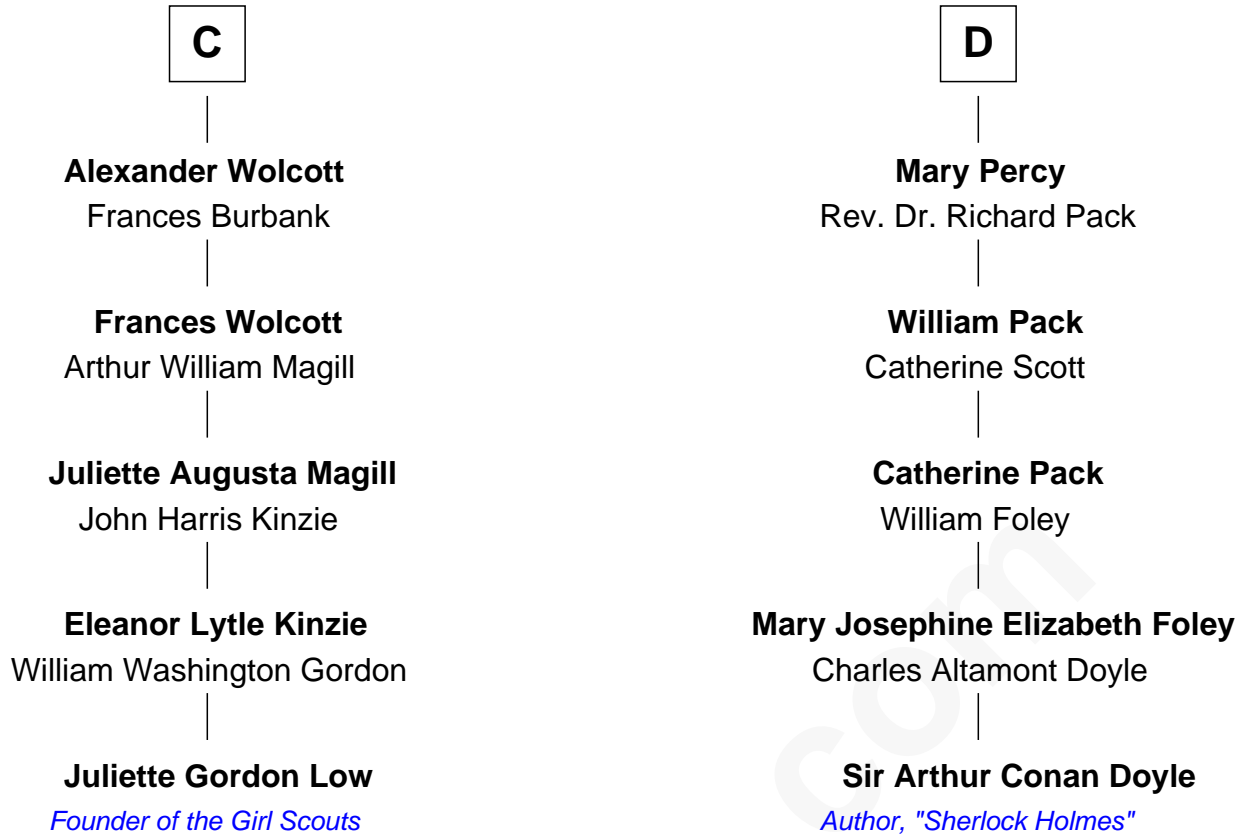 C
Alexander Wolcott
Frances Burbank
Frances Wolcott
Arthur William Magill
Juliette Augusta Magill
John Harris Kinzie
Eleanor Lytle Kinzie
William Washington Gordon
Juliette Gordon Low
Founder of the Girl Scouts
D
Mary Percy
Rev. Dr. Richard Pack
William Pack
Catherine Scott
Catherine Pack
William Foley
Mary Josephine Elizabeth Foley
Charles Altamont Doyle
Sir Arthur Conan Doyle
Author, "Sherlock Holmes"
com